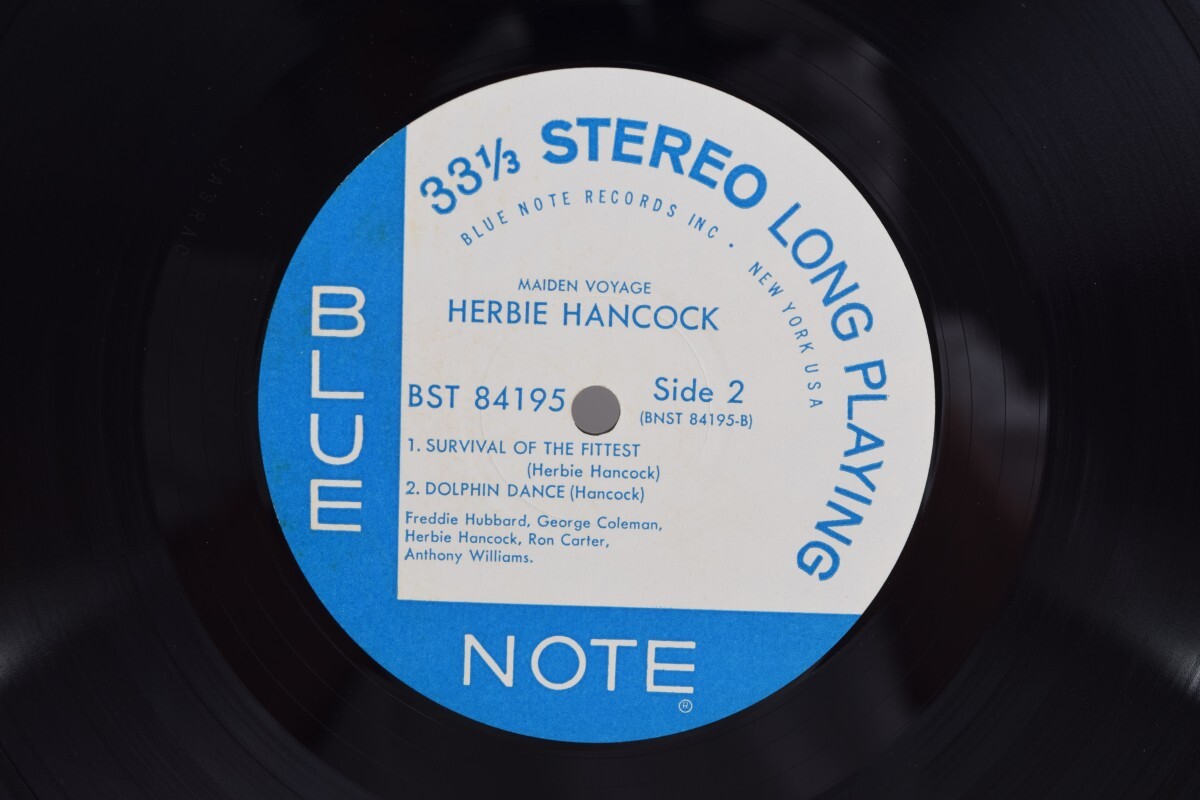 33⅓ STEREO LONG PLAYING
BLUE NOTE RECORDS INC • NEW YORK USA
MAIDEN VOYAGE
HERBIE HANCOCK
BST 84195
Side 2
(BNST 84195-B)
1. SURVIVAL OF THE FITTEST
(Herbie Hancock)
2. DOLPHIN DANCE (Hancock)
Freddie Hubbard, George Coleman,
Herbie Hancock, Ron Carter,
Anthony Williams.
BLUE
NOTE
®
JASRAC